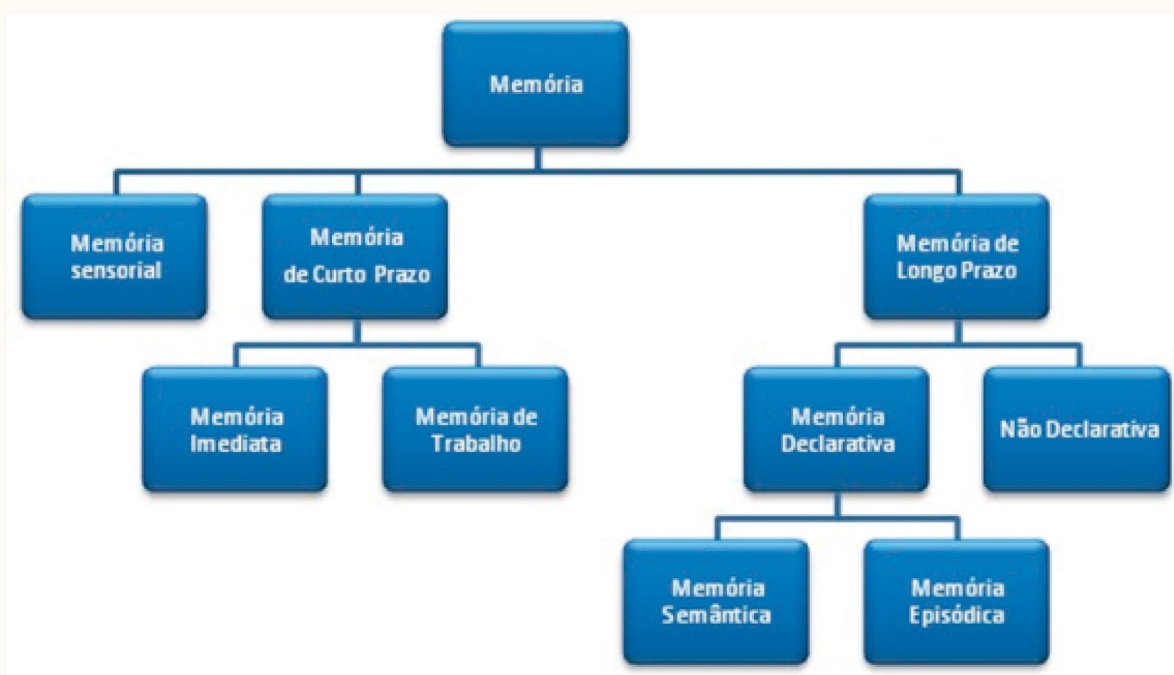 Memória
Memória
sensorial
Memória
de Curto Prazo
Memória de
Longo Prazo
Memória
Imediata
Memória de
Trabalho
Memória
Declarativa
Não Declarativa
Memória
Semântica
Memória
Episódica